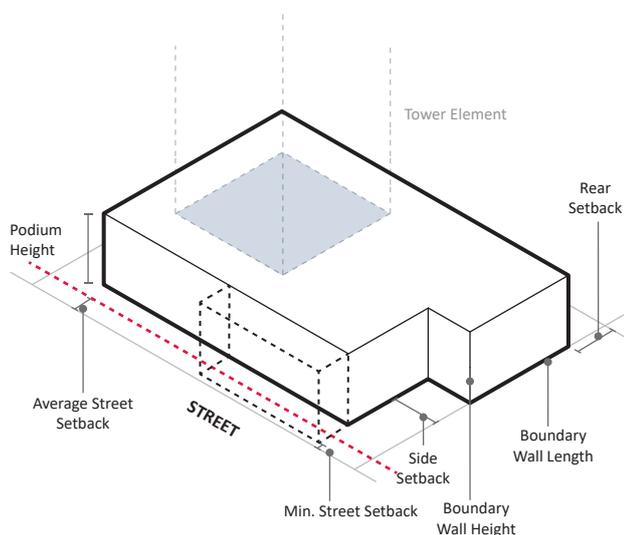 Tower Element
Rear
Setback
Podium
Height
Average Street
Setback
STREET
Boundary
Wall Length
Side
Setback
Min. Street Setback
Boundary
Wall Height